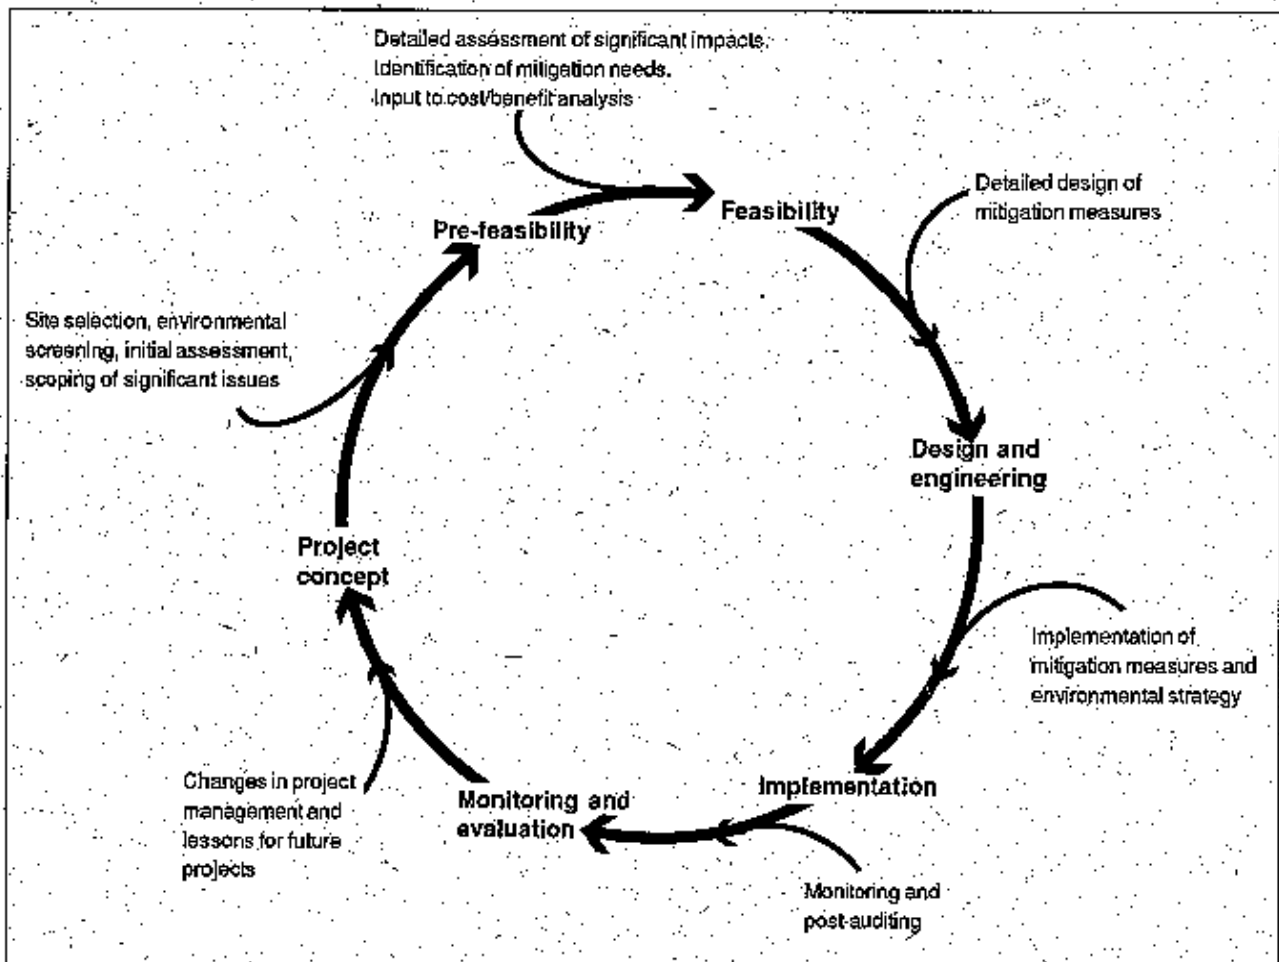 Detailed assessment of significant impacts.
Identification of mitigation needs.
Input to cost/benefit analysis
Feasibility
Detailed design of
mitigation measures
Pre-feasibility
Site selection, environmental
screening, initial assessment,
scoping of significant issues
Design and
engineering
Project
concept
Implementation of
mitigation measures and
environmental strategy
Implementation
Monitoring and
evaluation
Changes in project
management and
lessons for future
projects
Monitoring and
post-auditing